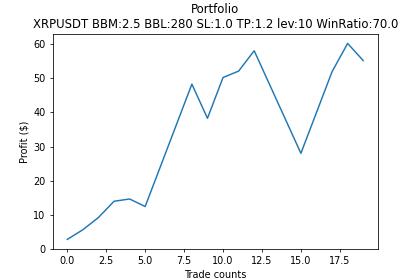 Portfolio
XRPUSDT BBM:2.5 BBL:280 SL:1.0 TP:1.2 lev:10 WinRatio:70.0
60
50
40
30
20
10
0
Profit ($)
0.0 2.5 5.0 7.5 10.0 12.5 15.0 17.5
Trade counts